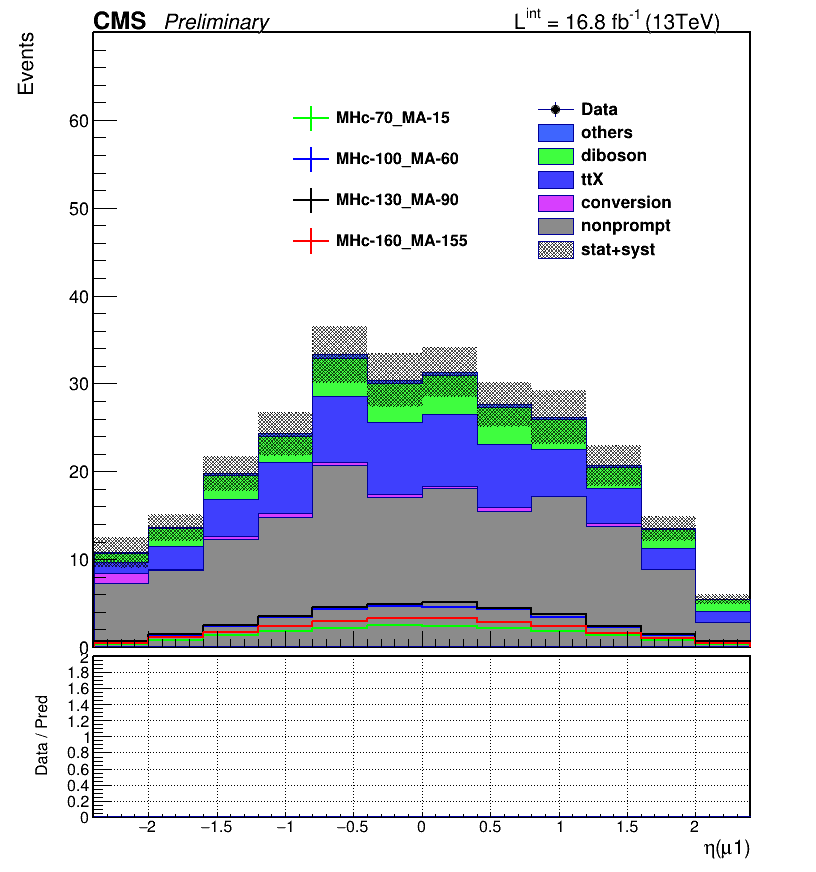 CMS Preliminary L^int = 16.8 fb^-1 (13TeV)
Events
60
50
40
30
20
10
0
MHc-70_MA-15
MHc-100_MA-60
MHc-130_MA-90
MHc-160_MA-155
Data
others
diboson
ttX
conversion
nonprompt
stat+syst
Data / Pred
2
1.8
1.6
1.4
1.2
1
0.8
0.6
0.4
0.2
0
−2 −1.5 −1 −0.5 0 0.5 1 1.5 2
η(μ1)